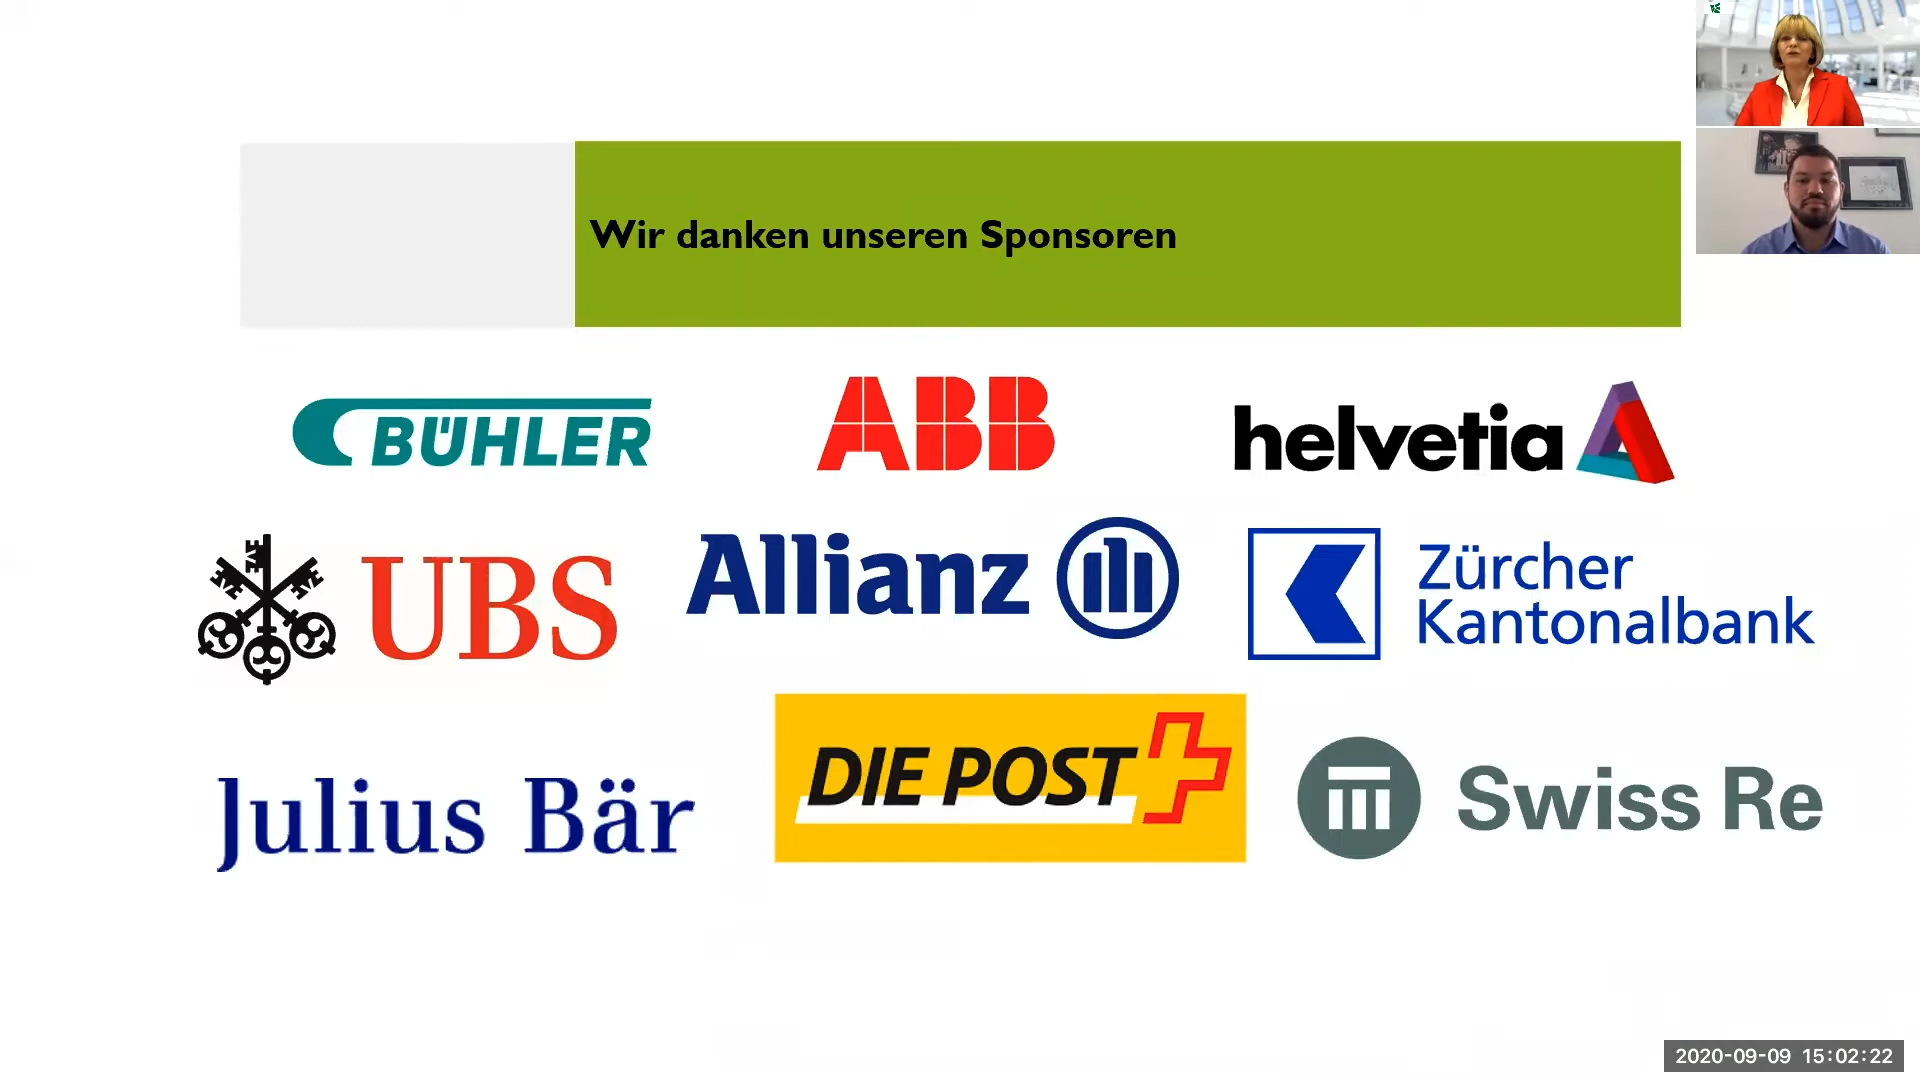 Wir danken unseren Sponsoren
BÜHLER
ABB
helvetia
UBS
Allianz
Zürcher
Kantonalbank
Julius Bär
DIE POST
Swiss Re
2020-09-09 15:02:22